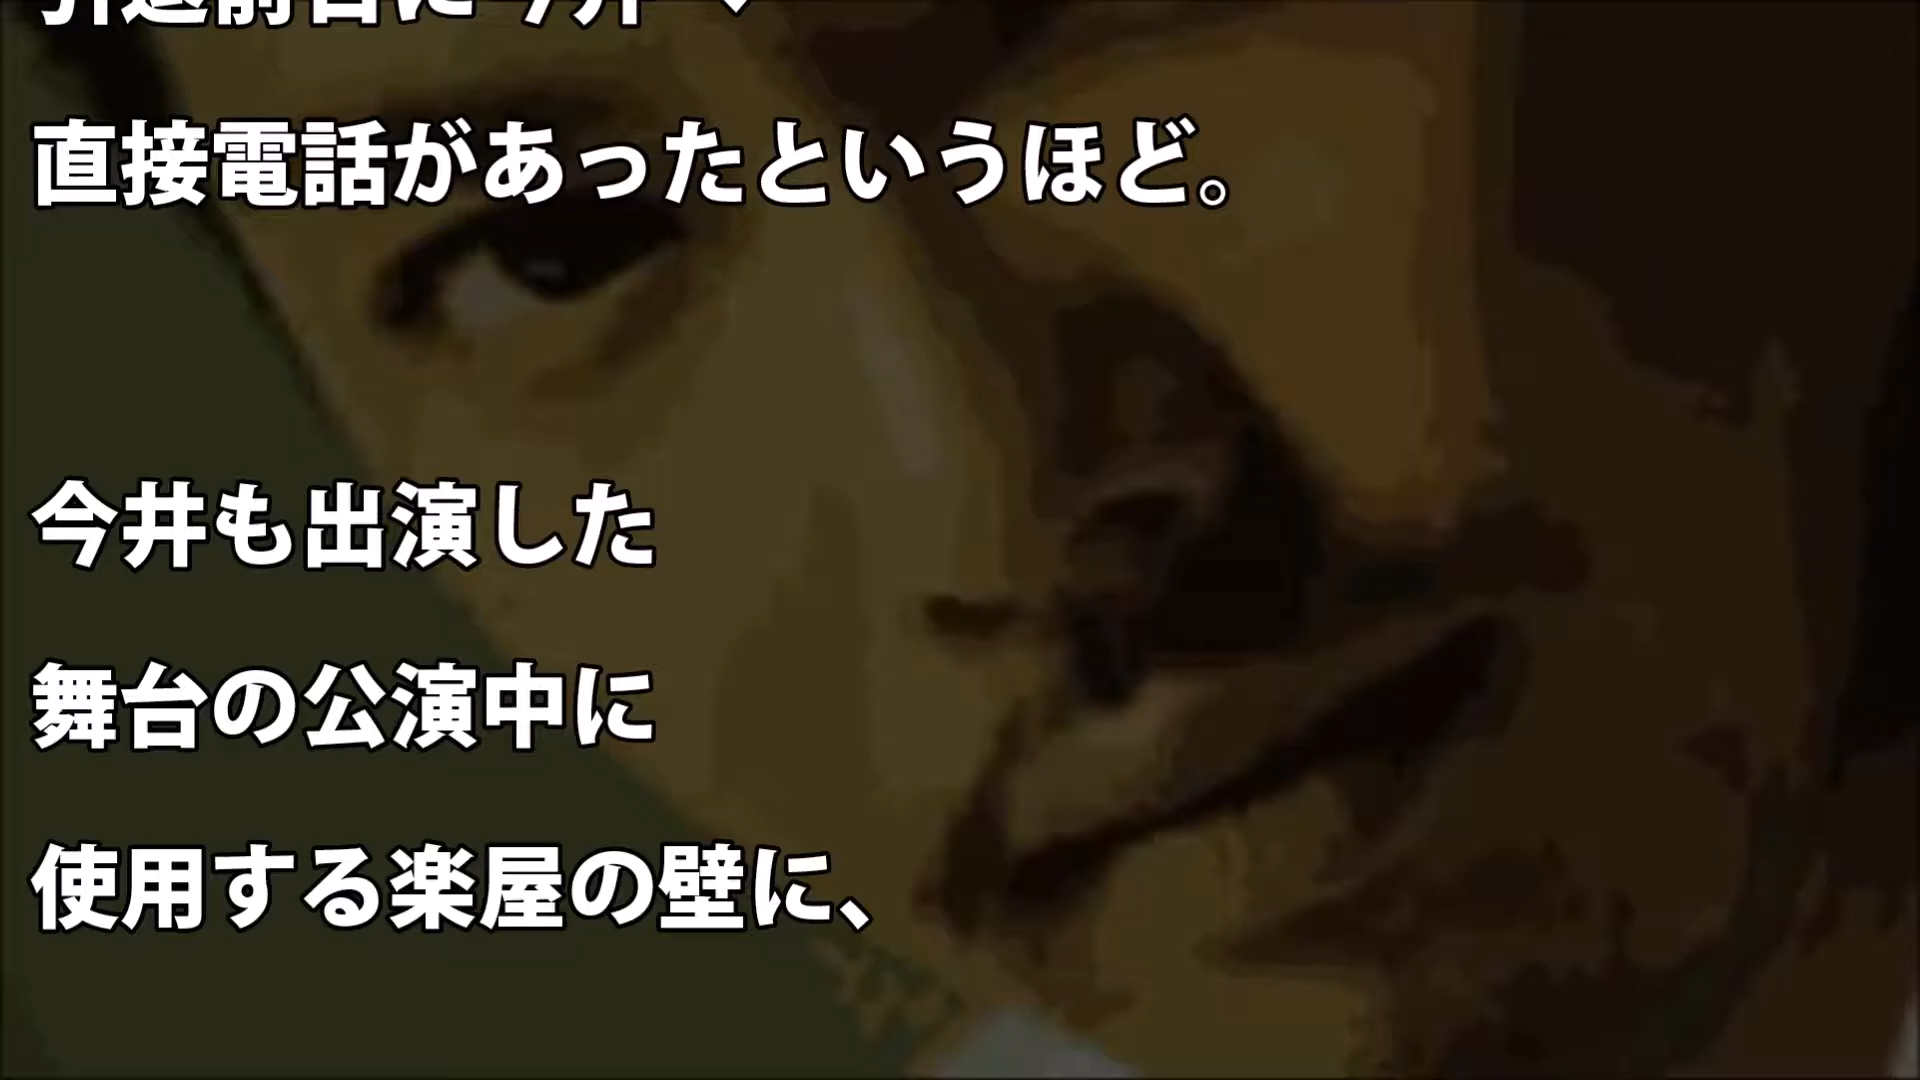 直接電話があったというほど。
今井も出演した
舞台の公演中に
使用する楽屋の壁に、